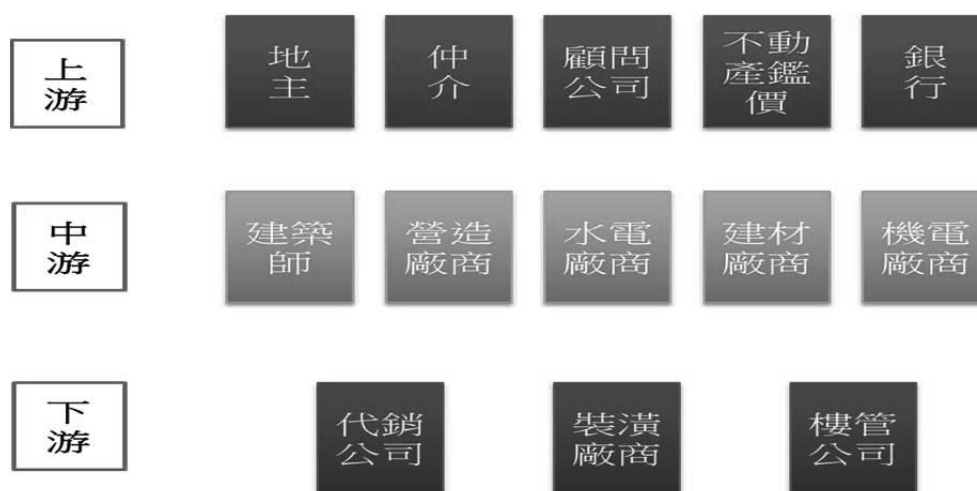 上
游
地
主
仲
介
顧問
公司
不動
產鑑
價
銀
行
中
游
建築
師
營造
廠商
水電
廠商
建材
廠商
機電
廠商
下
游
代銷
公司
裝潢
廠商
樓管
公司